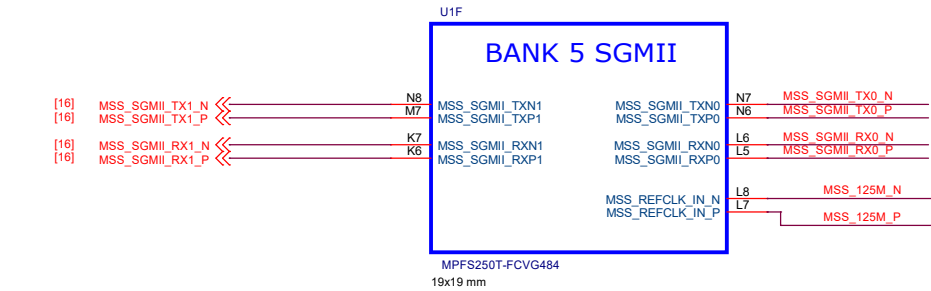 U1F
BANK 5 SGMII
[16] MSS_SGMII_TX1_N N8 MSS_SGMII_TXN1 MSS_SGMII_TXN0 N7 MSS_SGMII_TX0_N
[16] MSS_SGMII_TX1_P M7 MSS_SGMII_TXP1 MSS_SGMII_TXP0 N6 MSS_SGMII_TX0_P
[16] MSS_SGMII_RX1_N K7 MSS_SGMII_RXN1 MSS_SGMII_RXN0 L6 MSS_SGMII_RX0_N
[16] MSS_SGMII_RX1_P K6 MSS_SGMII_RXP1 MSS_SGMII_RXP0 L5 MSS_SGMII_RX0_P
MSS_REFCLK_IN_N L8 MSS_125M_N
MSS_REFCLK_IN_P L7 MSS_125M_P
MPFS250T-FCVG484
19x19 mm